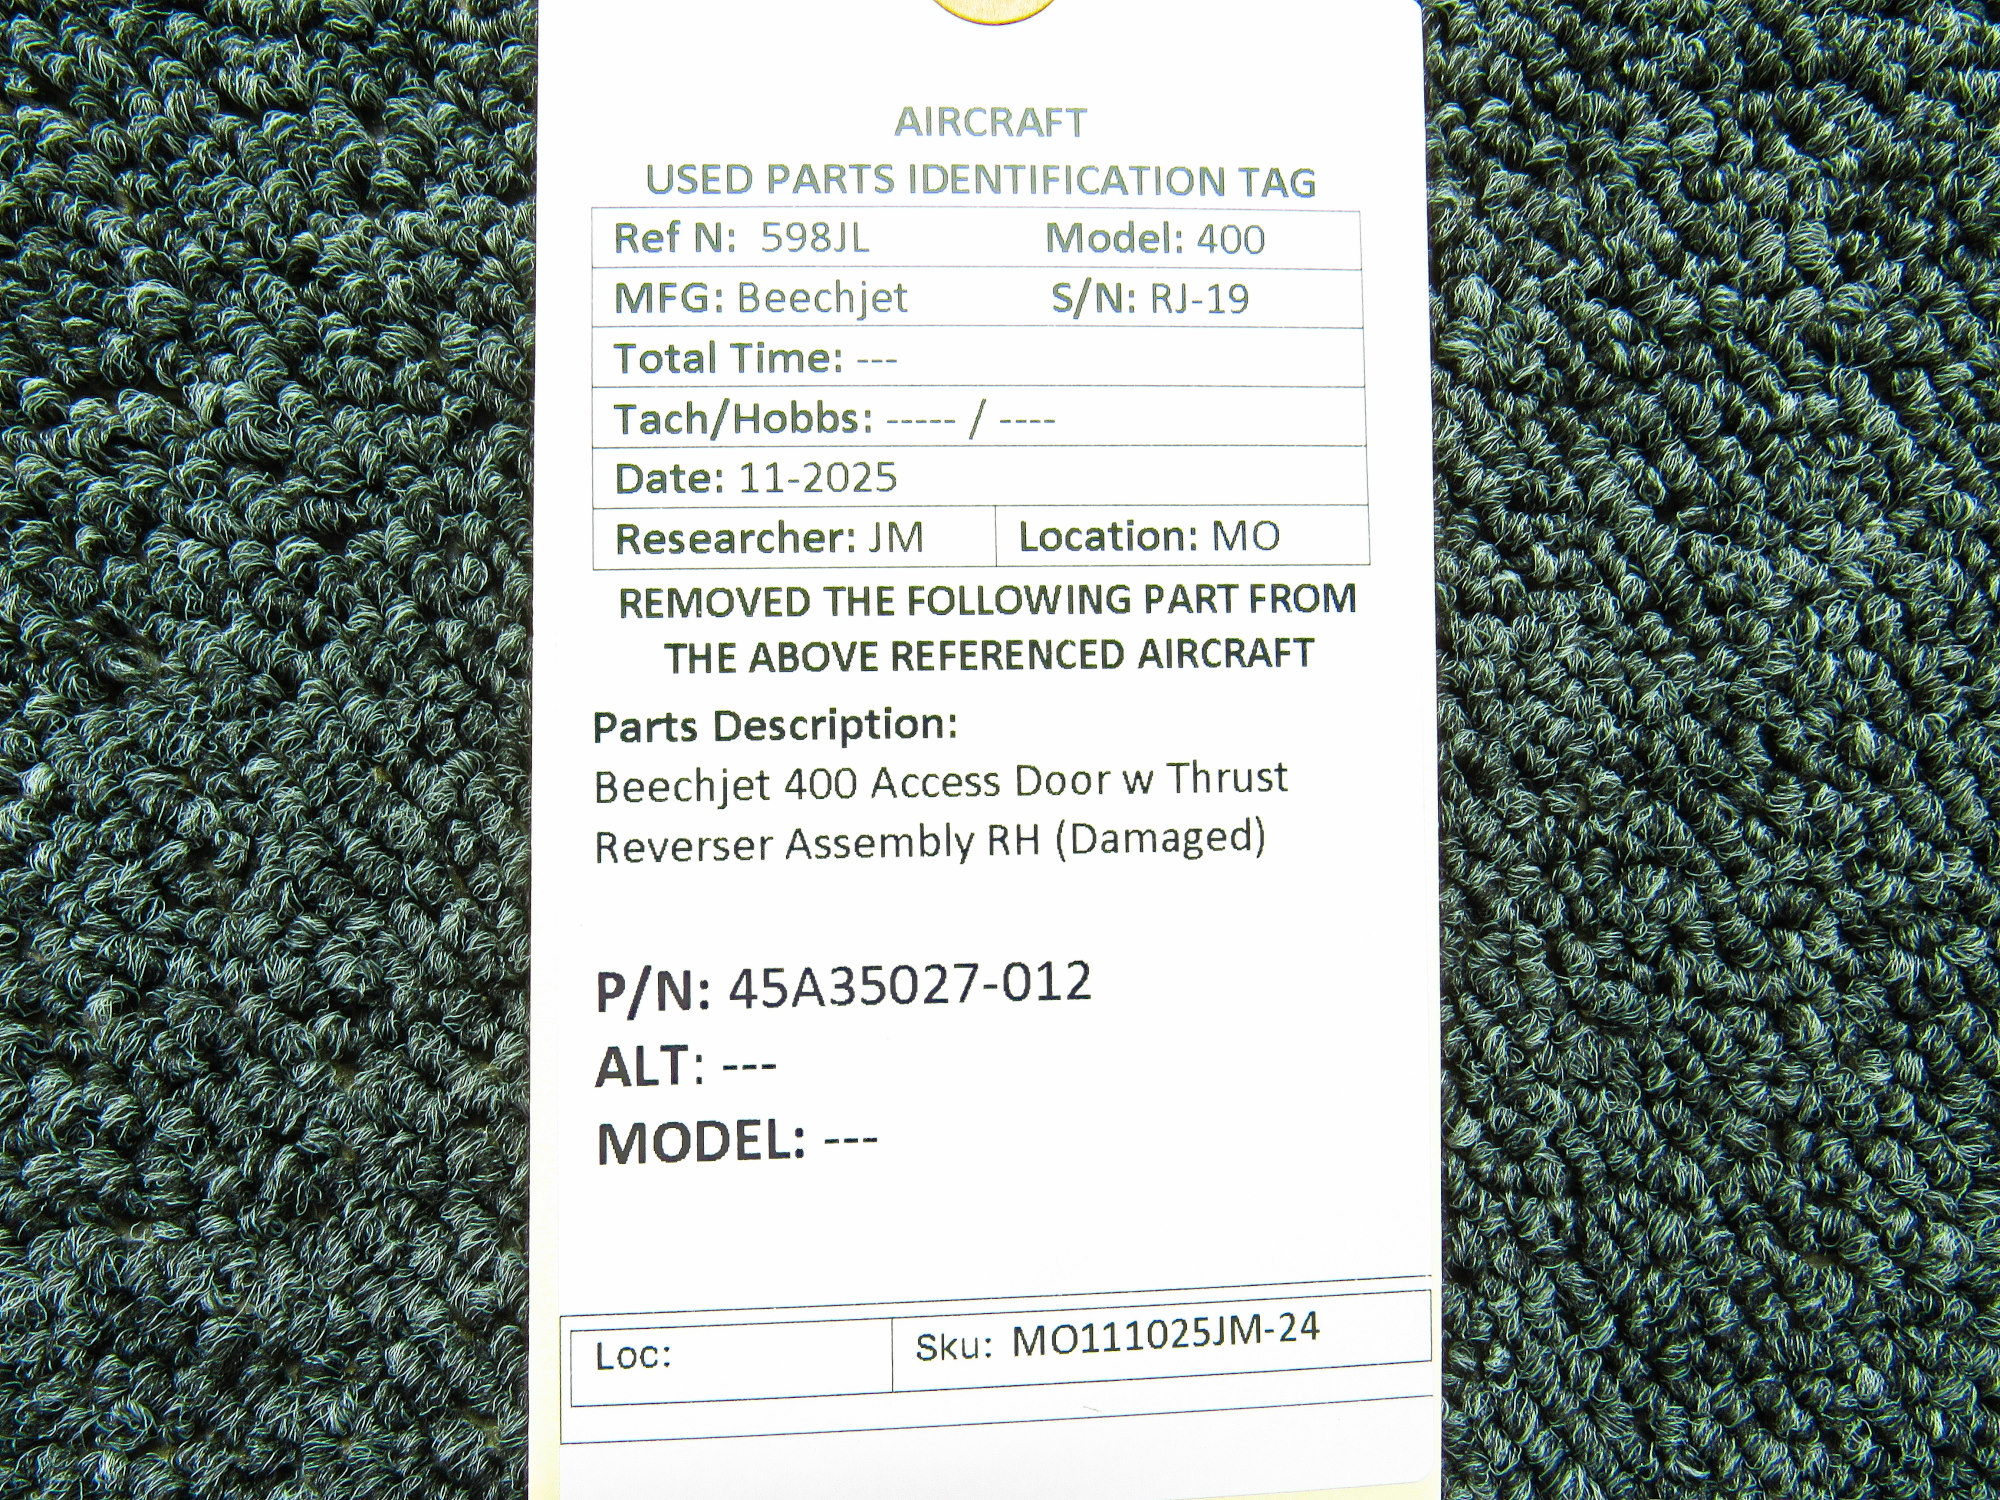 AIRCRAFT
USED PARTS IDENTIFICATION TAG
Ref N: 598JL Model: 400
MFG: Beechjet S/N: RJ-19
Total Time: ---
Tach/Hobbs: ----- / ----
Date: 11-2025
Researcher: JM Location: MO
REMOVED THE FOLLOWING PART FROM
THE ABOVE REFERENCED AIRCRAFT
Parts Description:
Beechjet 400 Access Door w Thrust
Reverser Assembly RH (Damaged)
P/N: 45A35027-012
ALT: ---
MODEL: ---
Loc: Sku: MO111025JM-24